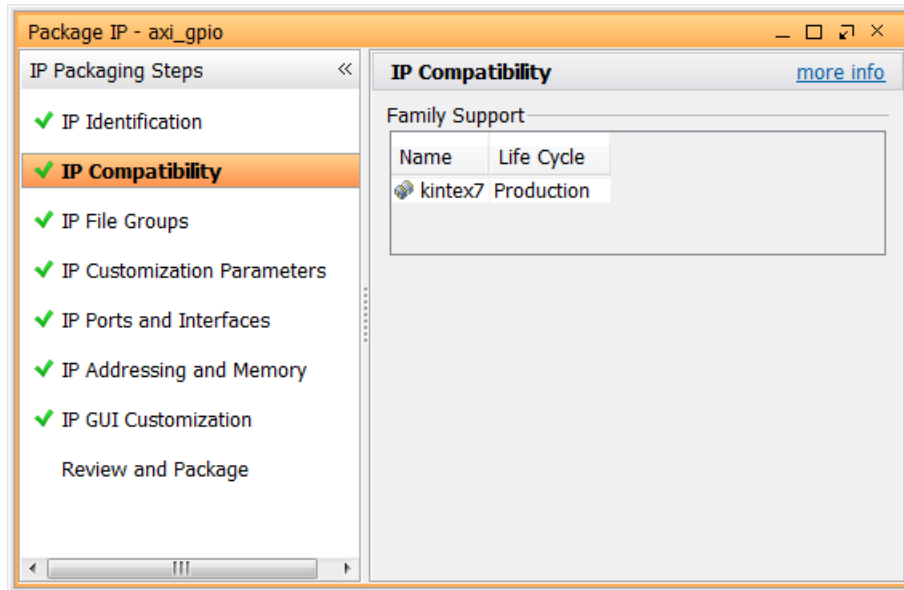 Package IP - axi_gpio
IP Packaging Steps
IP Identification
IP Compatibility
IP File Groups
IP Customization Parameters
IP Ports and Interfaces
IP Addressing and Memory
IP GUI Customization
Review and Package
IP Compatibility more info
Family Support
Name Life Cycle
kintex7 Production